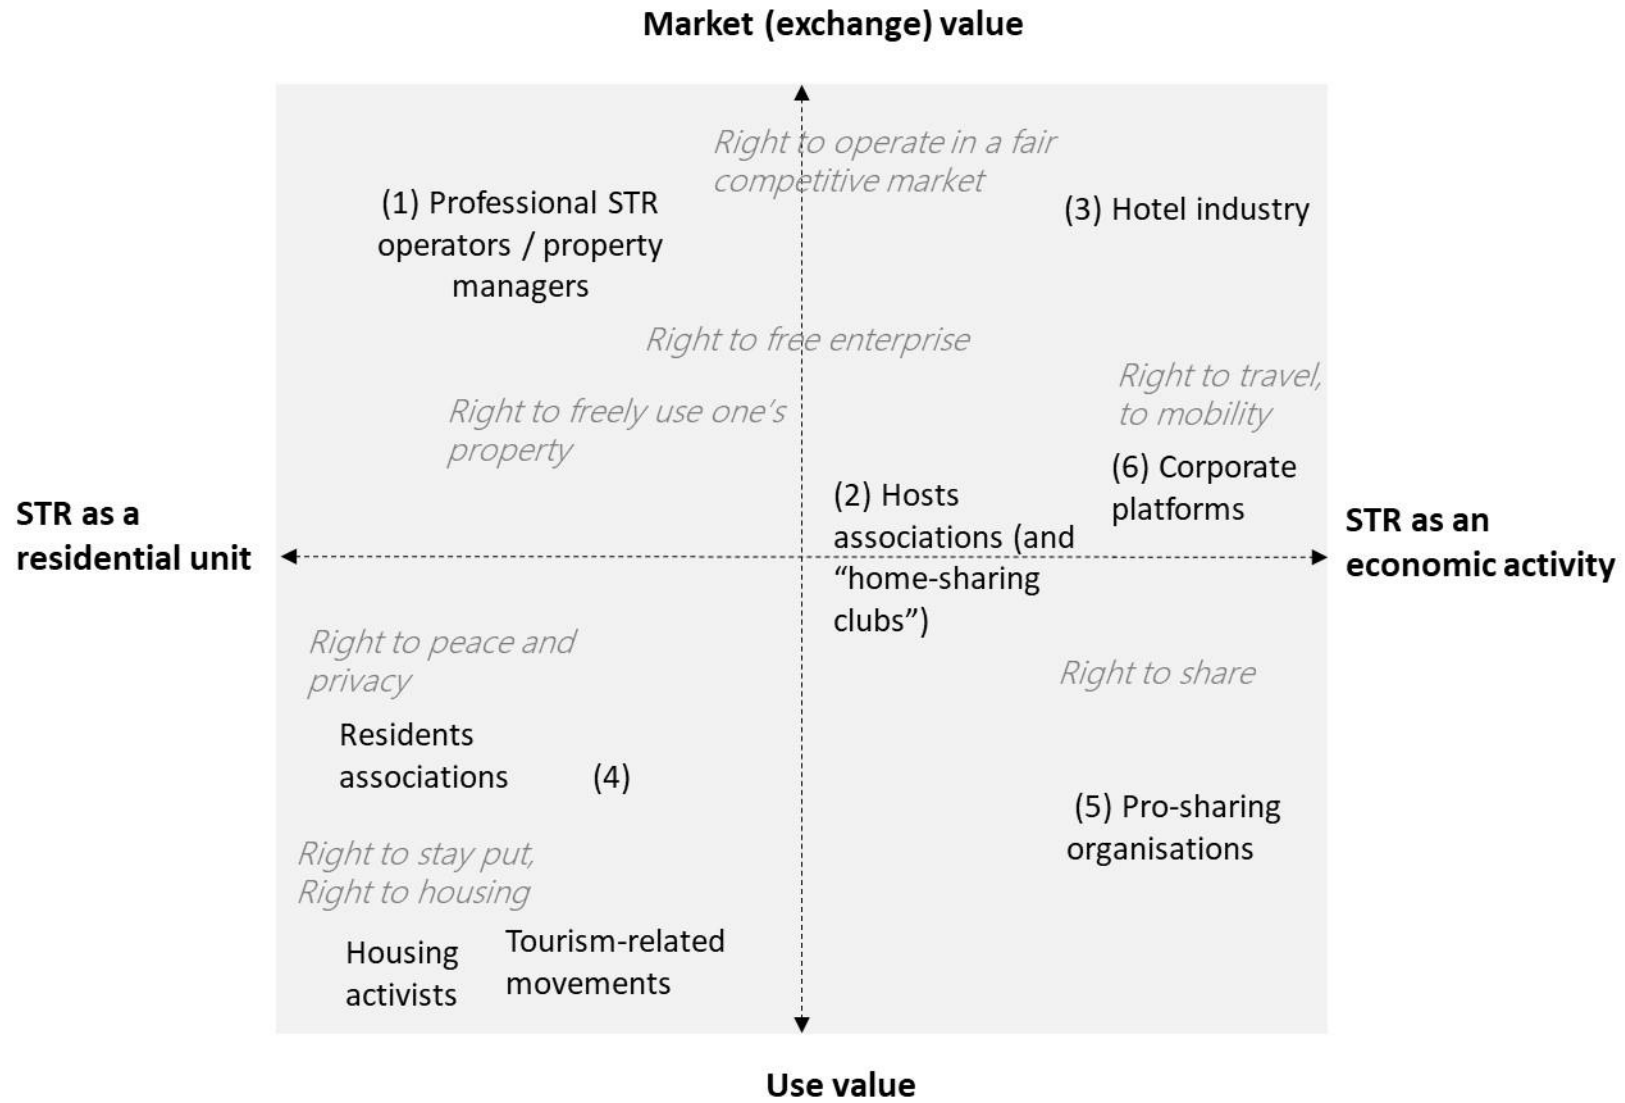 Market (exchange) value
Right to operate in a fair
competitive market
(1) Professional STR
operators / property
managers
(3) Hotel industry
Right to free enterprise
Right to travel,
to mobility
Right to freely use one’s
property
(6) Corporate
platforms
(2) Hosts
associations (and
“home-sharing
clubs”)
STR as a
residential unit
STR as an
economic activity
Right to peace and
privacy
Right to share
Residents
associations
(4)
(5) Pro-sharing
organisations
Right to stay put,
Right to housing
Housing
activists
Tourism-related
movements
Use value